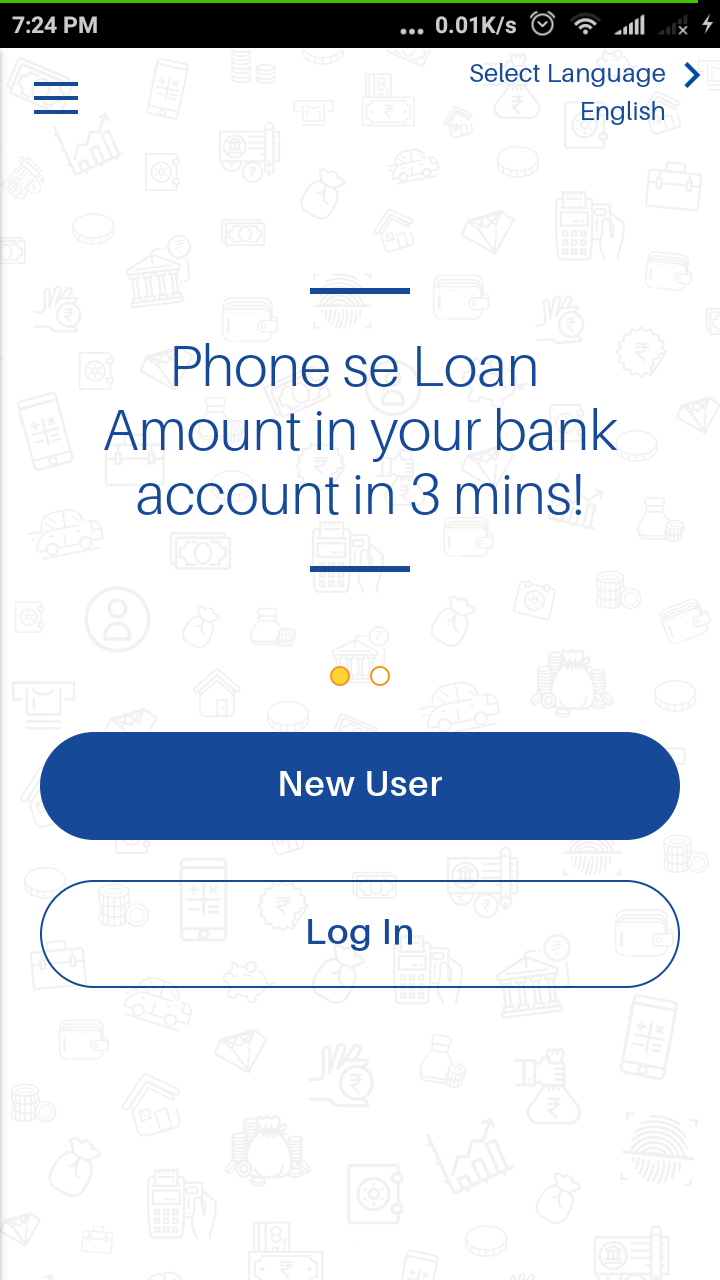 7:24 PM ... 0.01K/s
Select Language
English
Phone se Loan
Amount in your bank
account in 3 mins!
New User
Log In